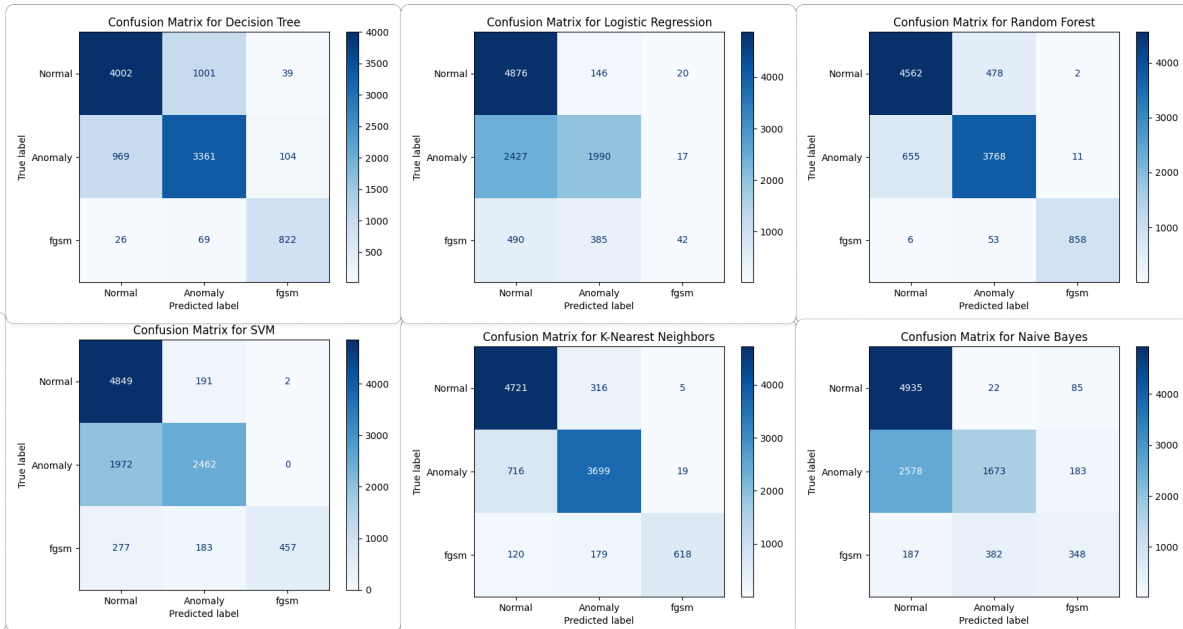 Confusion Matrix for Decision Tree
4000
Normal
4002
1001
39
3500
3000
2500
True label
Anomaly
969
3361
104
2000
1500
1000
fgsm
26
69
822
500
Normal
Anomaly
fgsm
Predicted label
Confusion Matrix for Logistic Regression
Normal
4876
146
20
4000
3000
True label
Anomaly
2427
1990
17
2000
fgsm
490
385
42
1000
Normal
Anomaly
fgsm
Predicted label
Confusion Matrix for Random Forest
Normal
4562
478
2
4000
3000
True label
Anomaly
655
3768
11
2000
fgsm
6
53
858
1000
Normal
Anomaly
fgsm
Predicted label
Confusion Matrix for SVM
Normal
4849
191
2
4000
3000
True label
Anomaly
1972
2462
0
2000
fgsm
277
183
457
1000
0
Normal
Anomaly
fgsm
Predicted label
Confusion Matrix for K-Nearest Neighbors
Normal
4721
316
5
4000
3000
True label
Anomaly
716
3699
19
2000
fgsm
120
179
618
1000
Normal
Anomaly
fgsm
Predicted label
Confusion Matrix for Naive Bayes
Normal
4935
22
85
4000
3000
True label
Anomaly
2578
1673
183
2000
fgsm
187
382
348
1000
Normal
Anomaly
fgsm
Predicted label